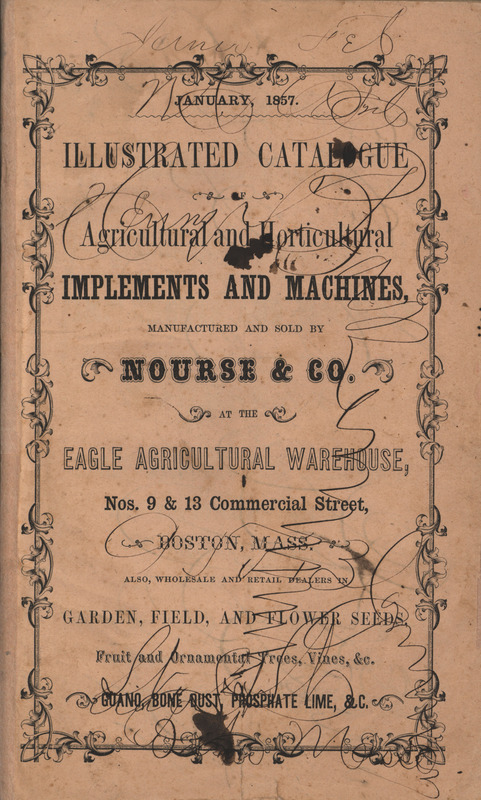 JANUARY, 1857.
ILLUSTRATED CATALOGUE
OF
Agricultural and Horticultural
IMPLEMENTS AND MACHINES,
MANUFACTURED AND SOLD BY
NOURSE & CO.
AT THE
EAGLE AGRICULTURAL WAREHOUSE,
Nos. 9 & 13 Commercial Street,
BOSTON, MASS.
ALSO, WHOLESALE AND RETAIL DEALERS IN
GARDEN, FIELD, AND FLOWER SEEDS,
Fruit and Ornamental Trees, Vines, &c.
GUANO, BONE DUST, PHOSPHATE LIME, &C.